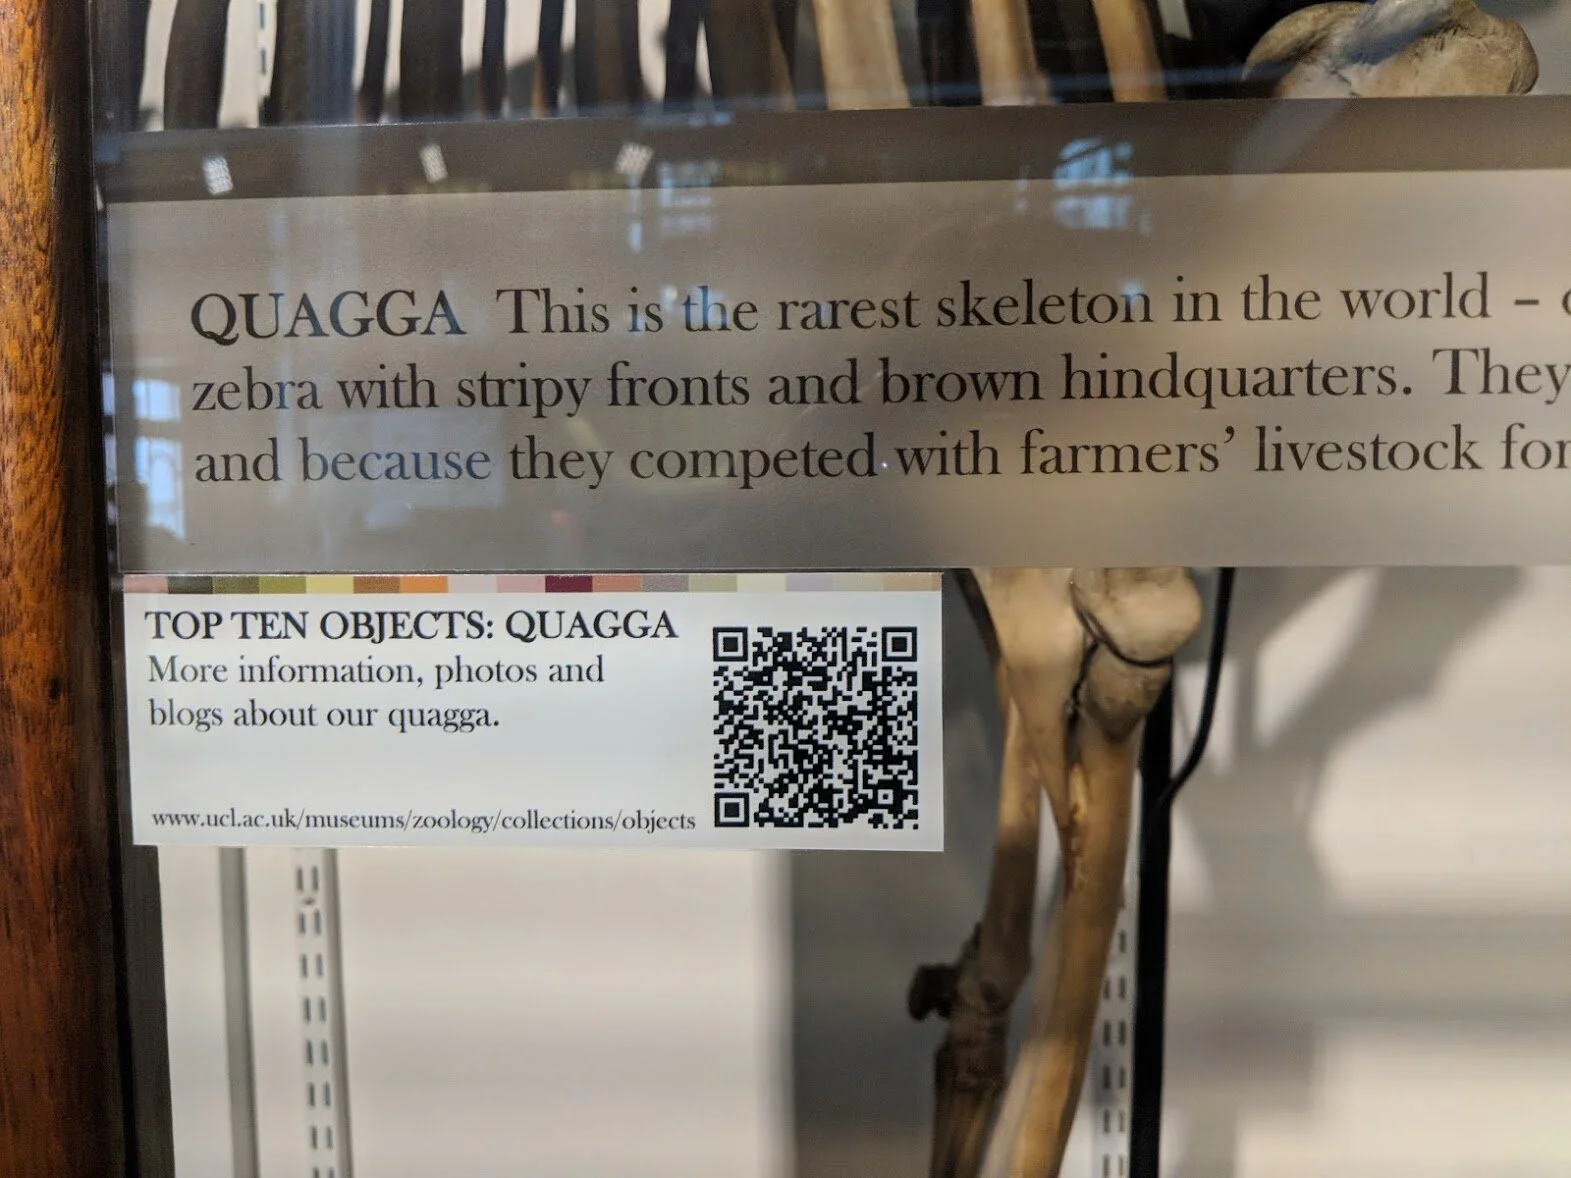 QUAGGA This is the rarest skeleton in the world –
zebra with stripy fronts and brown hindquarters. They
and because they competed with farmers' livestock for
TOP TEN OBJECTS: QUAGGA
More information, photos and
blogs about our quagga.
www.ucl.ac.uk/museums/zoology/collections/objects